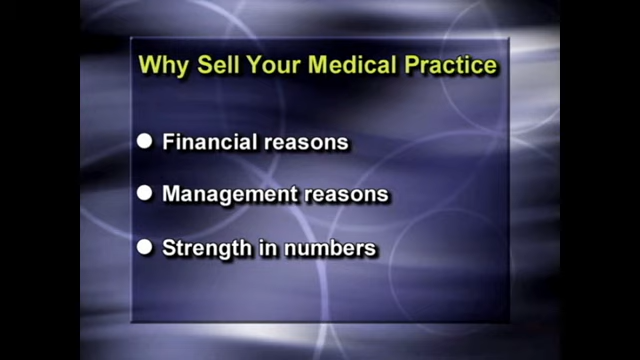 Why Sell Your Medical Practice
Financial reasons
Management reasons
Strength in numbers